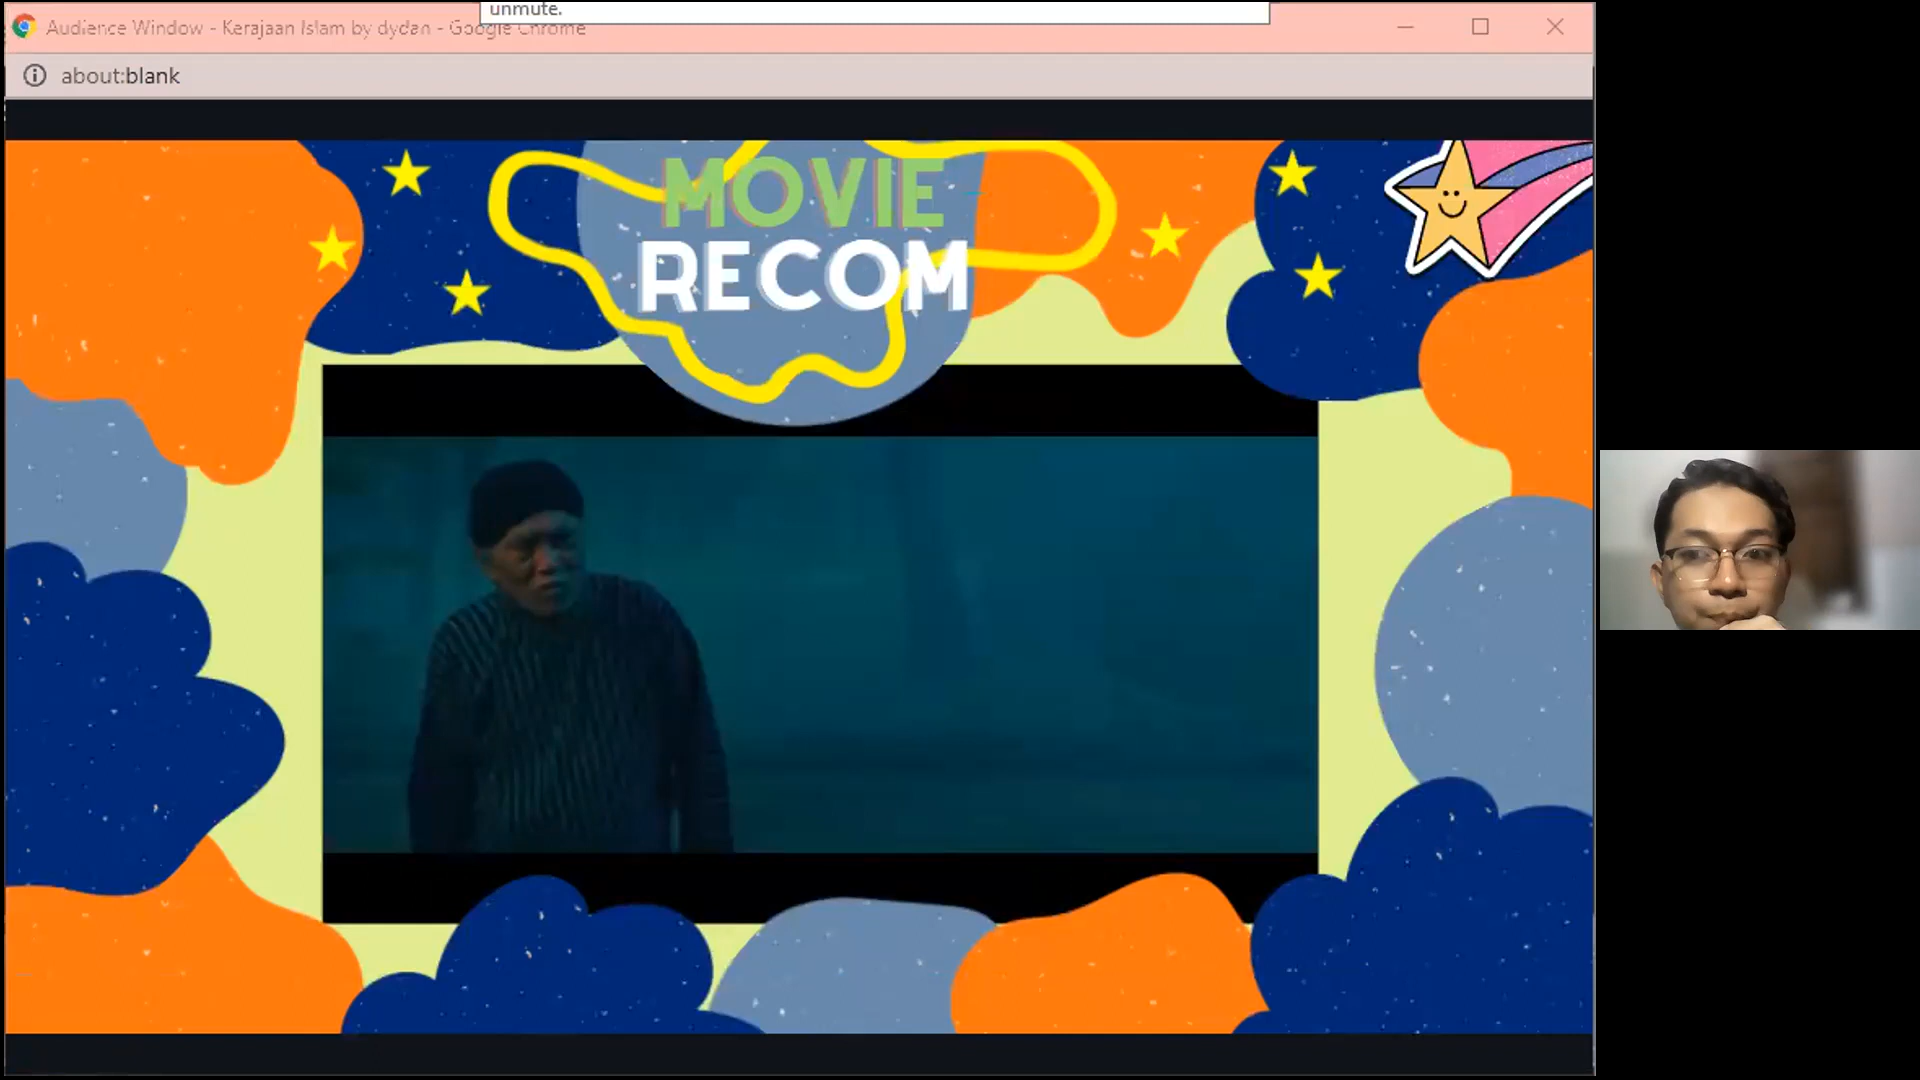 unmute.
Audience Window - Kerajaan Islam by dydan - Google Chrome
about:blank
MOVIE
RECOM